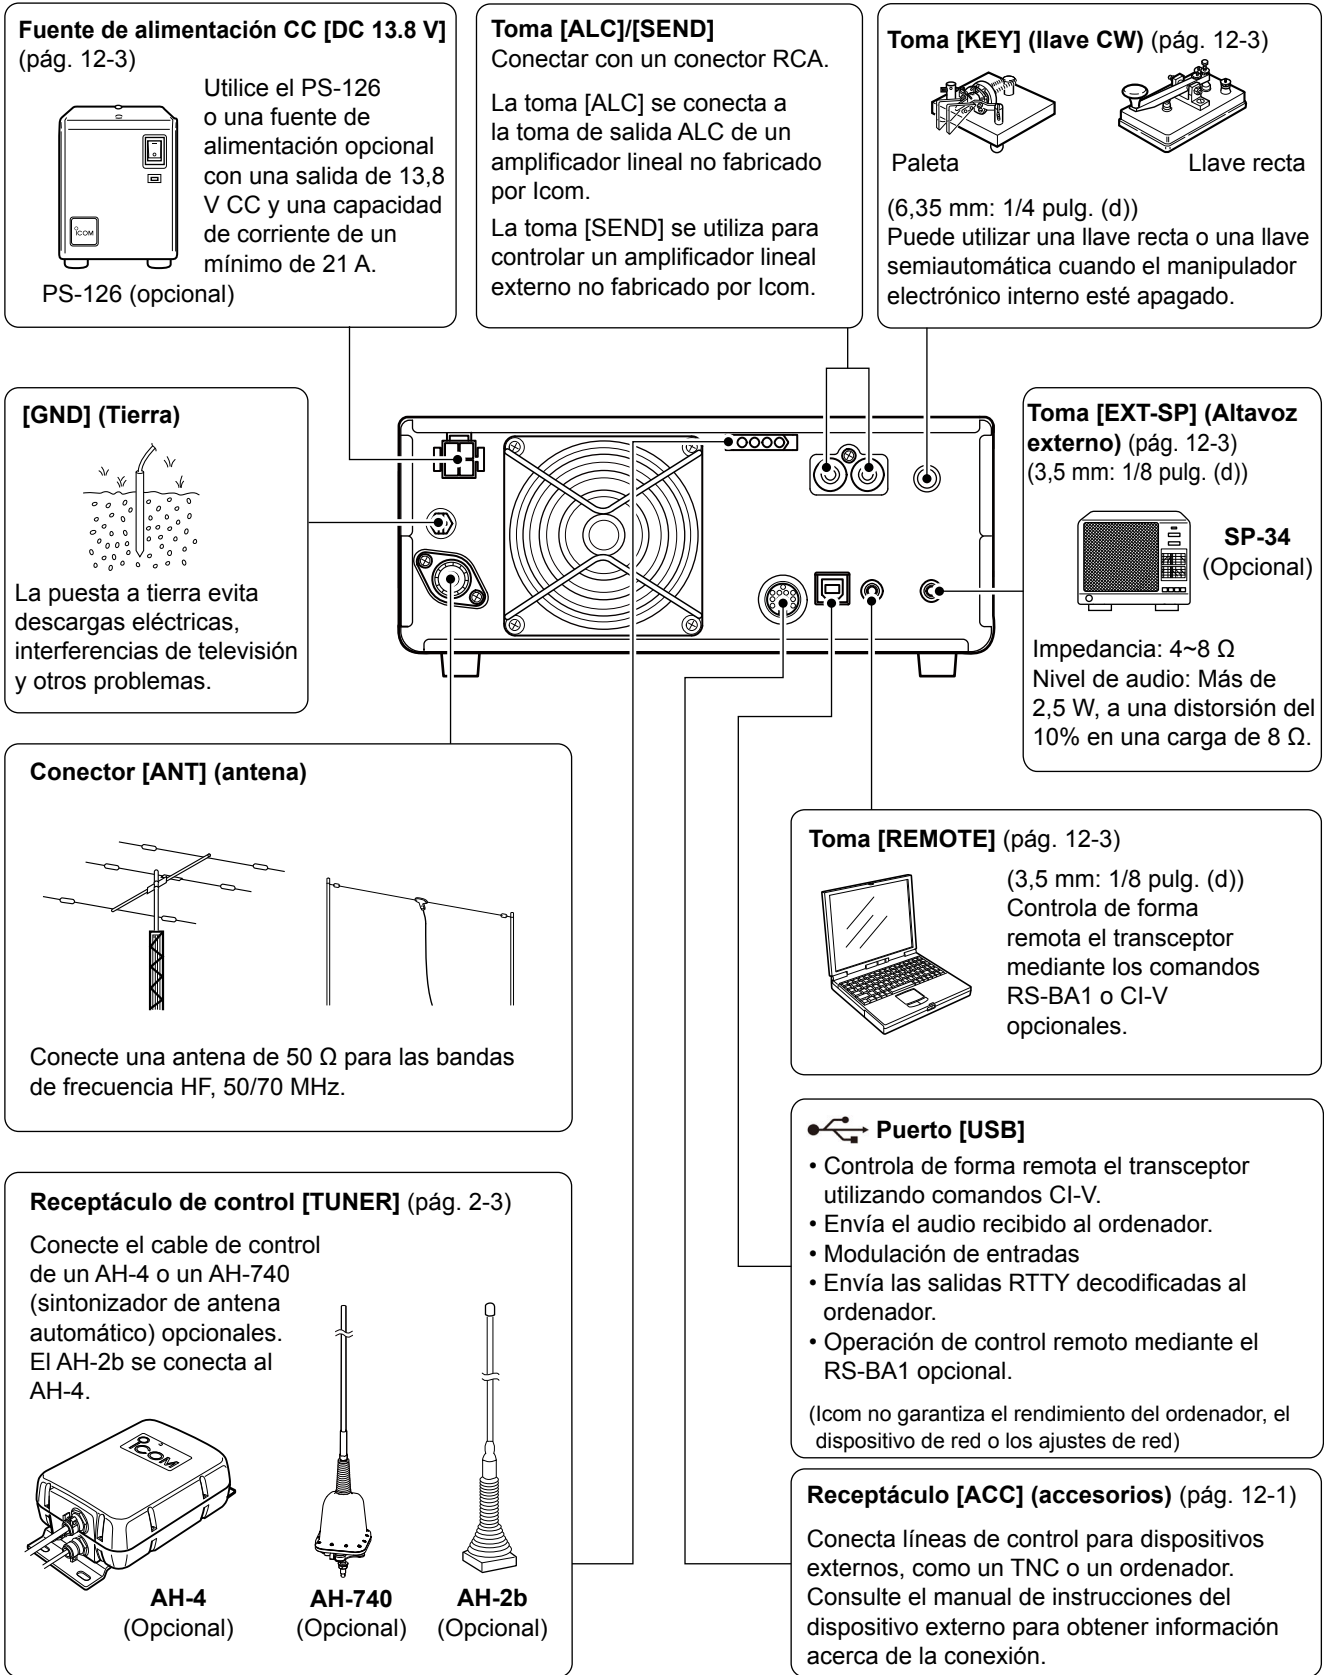 Fuente de alimentación CC [DC 13.8 V]
(pág. 12-3)
Utilice el PS-126
o una fuente de
alimentación opcional
con una salida de 13,8
V CC y una capacidad
de corriente de un
mínimo de 21 A.
ICOM
PS-126 (opcional)
Toma [ALC]/[SEND]
Conectar con un conector RCA.
La toma [ALC] se conecta a
la toma de salida ALC de un
amplificador lineal no fabricado
por Icom.
La toma [SEND] se utiliza para
controlar un amplificador lineal
externo no fabricado por Icom.
Toma [KEY] (llave CW) (pág. 12-3)
Paleta
Llave recta
(6,35 mm: 1/4 pulg. (d))
Puede utilizar una llave recta o una llave
semiautomática cuando el manipulador
electrónico interno esté apagado.
[GND] (Tierra)
La puesta a tierra evita
descargas eléctricas,
interferencias de televisión
y otros problemas.
Toma [EXT-SP] (Altavoz
externo) (pág. 12-3)
(3,5 mm: 1/8 pulg. (d))
SP-34
(Opcional)
Impedancia: 4~8 Ω
Nivel de audio: Más de
2,5 W, a una distorsión del
10% en una carga de 8 Ω.
Conector [ANT] (antena)
Conecte una antena de 50 Ω para las bandas
de frecuencia HF, 50/70 MHz.
Toma [REMOTE] (pág. 12-3)
(3,5 mm: 1/8 pulg. (d))
Controla de forma
remota el transceptor
mediante los comandos
RS-BA1 o CI-V
opcionales.
Puerto [USB]
• Controla de forma remota el transceptor
utilizando comandos CI-V.
• Envía el audio recibido al ordenador.
• Modulación de entradas
• Envía las salidas RTTY decodificadas al
ordenador.
• Operación de control remoto mediante el
RS-BA1 opcional.
(Icom no garantiza el rendimiento del ordenador, el
dispositivo de red o los ajustes de red)
Receptáculo de control [TUNER] (pág. 2-3)
Conecte el cable de control
de un AH-4 o un AH-740
(sintonizador de antena
automático) opcionales.
El AH-2b se conecta al
AH-4.
ICOM
AH-4
(Opcional)
AH-740
(Opcional)
AH-2b
(Opcional)
Receptáculo [ACC] (accesorios) (pág. 12-1)
Conecta líneas de control para dispositivos
externos, como un TNC o un ordenador.
Consulte el manual de instrucciones del
dispositivo externo para obtener información
acerca de la conexión.